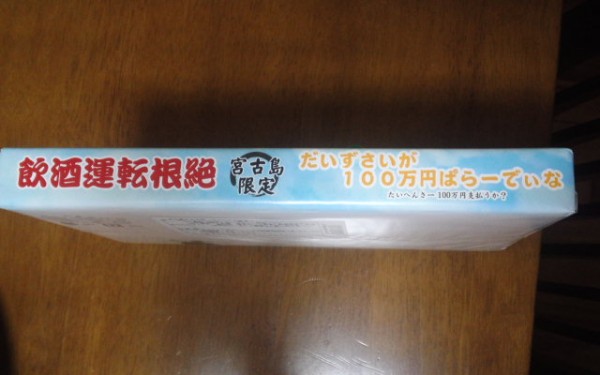 飲酒運転根絶
宮古島
限定
だいずさいが
100万円ぱらーでぃな
たいへんさー 100万円支払うか？